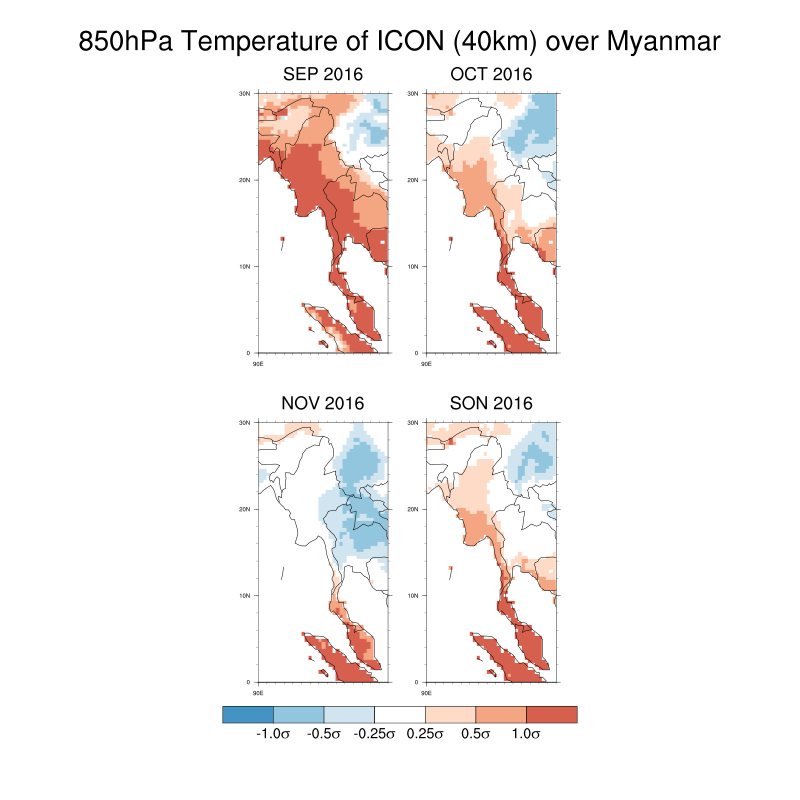 850hPa Temperature of ICON (40km) over Myanmar
SEP 2016
OCT 2016
30N
20N
10N
0
90E
30N
20N
10N
0
90E
NOV 2016
SON 2016
30N
20N
10N
0
90E
30N
20N
10N
0
90E
-1.0σ -0.5σ -0.25σ 0.25σ 0.5σ 1.0σ